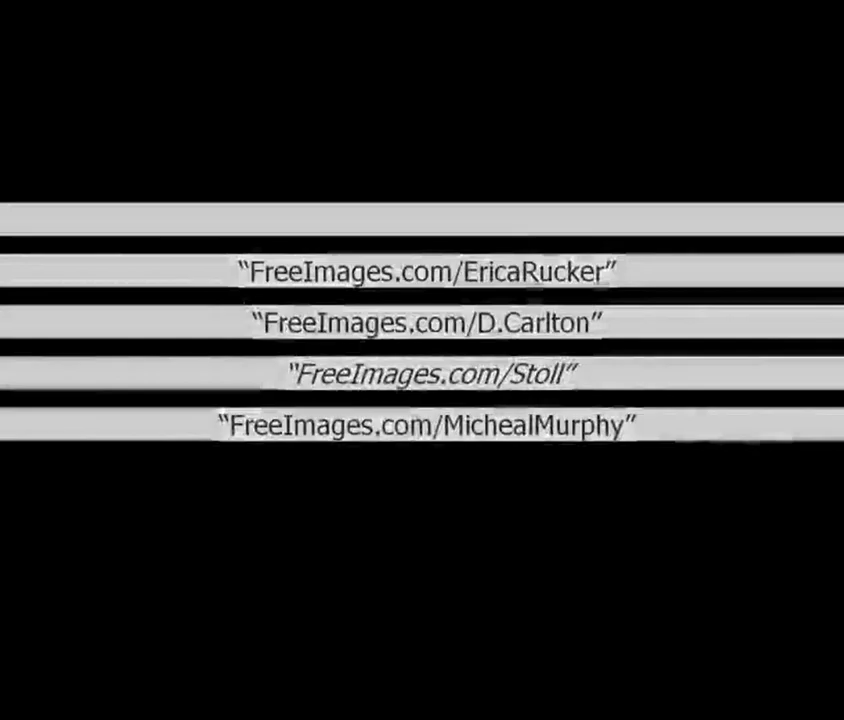 “FreeImages.com/EricaRucker”
“FreeImages.com/D.Carlton”
“FreeImages.com/Stoll”
“FreeImages.com/MichealMurphy”